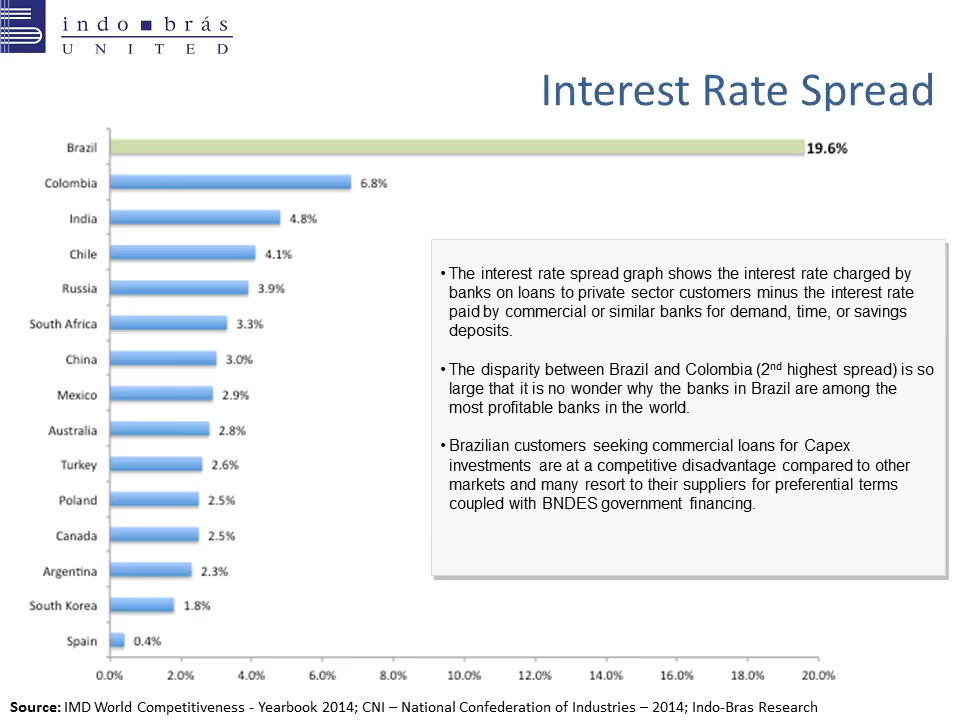 indo brás
UNITED
Interest Rate Spread
Brazil 19.6%
Colombia 6.8%
India 4.8%
Chile 4.1%
Russia 3.9%
South Africa 3.3%
China 3.0%
Mexico 2.9%
Australia 2.8%
Turkey 2.6%
Poland 2.5%
Canada 2.5%
Argentina 2.3%
South Korea 1.8%
Spain 0.4%
0.0% 2.0% 4.0% 6.0% 8.0% 10.0% 12.0% 14.0% 16.0% 18.0% 20.0%
• The interest rate spread graph shows the interest rate charged by
banks on loans to private sector customers minus the interest rate
paid by commercial or similar banks for demand, time, or savings
deposits.
• The disparity between Brazil and Colombia (2nd highest spread) is so
large that it is no wonder why the banks in Brazil are among the
most profitable banks in the world.
• Brazilian customers seeking commercial loans for Capex
investments are at a competitive disadvantage compared to other
markets and many resort to their suppliers for preferential terms
coupled with BNDES government financing.
Source: IMD World Competitiveness - Yearbook 2014; CNI – National Confederation of Industries – 2014; Indo-Bras Research